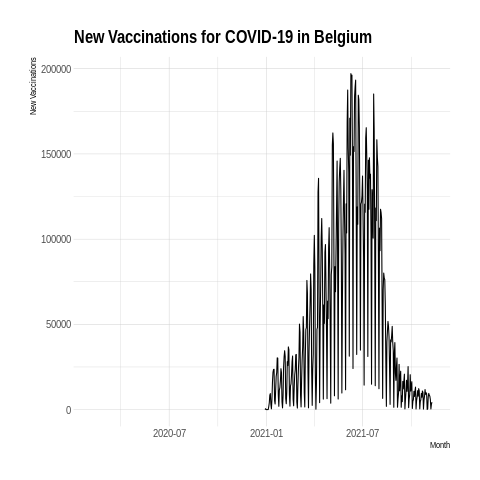 New Vaccinations for COVID-19 in Belgium
New Vaccinations
200000
150000
100000
50000
0
2020-07
2021-01
2021-07
Month